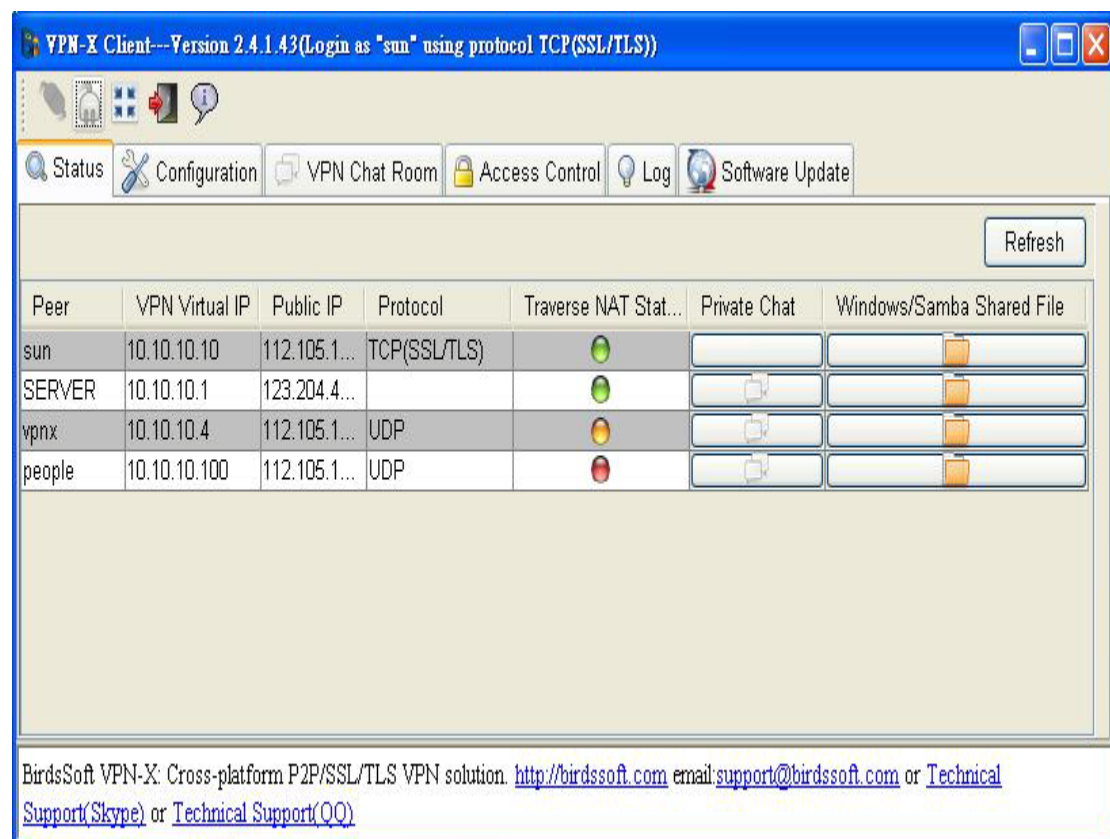 VPN-X Client---Version 2.4.1.43(Login as "sun" using protocol TCP(SSL/TLS))
Status Configuration VPN Chat Room Access Control Log Software Update
Refresh
Peer VPN Virtual IP Public IP Protocol Traverse NAT Stat... Private Chat Windows/Samba Shared File
sun 10.10.10.10 112.105.1... TCP(SSL/TLS)
SERVER 10.10.10.1 123.204.4...
vpnx 10.10.10.4 112.105.1... UDP
people 10.10.10.100 112.105.1... UDP
BirdsSoft VPN-X: Cross-platform P2P/SSL/TLS VPN solution. http://birdssoft.com email:support@birdssoft.com or Technical
Support(Skype) or Technical Support(QQ)